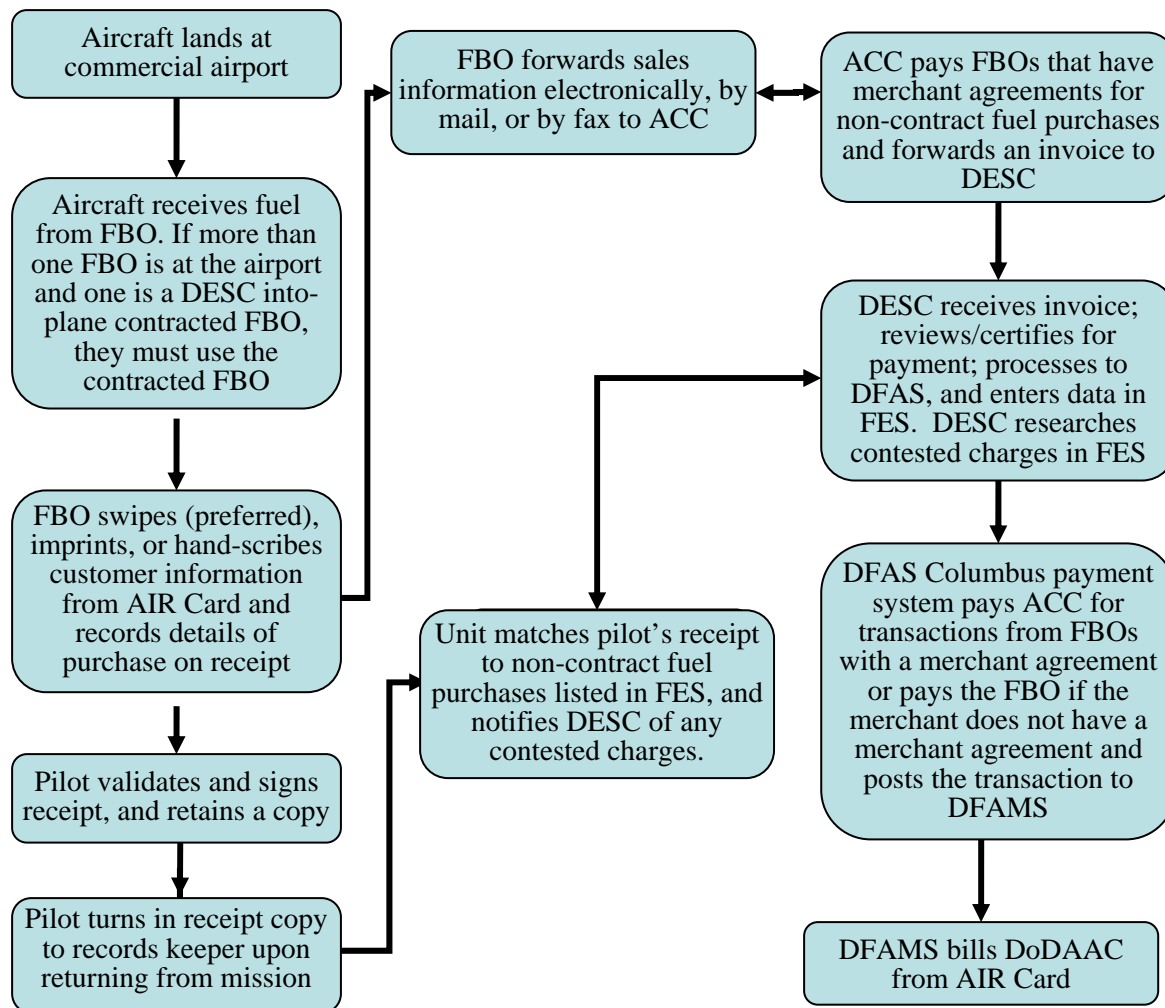 Aircraft lands at
commercial airport
Aircraft receives fuel
from FBO. If more than
one FBO is at the airport
and one is a DESC into-
plane contracted FBO,
they must use the
contracted FBO
FBO swipes (preferred),
imprints, or hand-scribes
customer information
from AIR Card and
records details of
purchase on receipt
Pilot validates and signs
receipt, and retains a copy
Pilot turns in receipt copy
to records keeper upon
returning from mission
FBO forwards sales
information electronically, by
mail, or by fax to ACC
Unit matches pilot’s receipt
to non-contract fuel
purchases listed in FES, and
notifies DESC of any
contested charges.
ACC pays FBOs that have
merchant agreements for
non-contract fuel purchases
and forwards an invoice to
DESC
DESC receives invoice;
reviews/certifies for
payment; processes to
DFAS, and enters data in
FES.  DESC researches
contested charges in FES
DFAS Columbus payment
system pays ACC for
transactions from FBOs
with a merchant agreement
or pays the FBO if the
merchant does not have a
merchant agreement and
posts the transaction to
DFAMS
DFAMS bills DoDAAC
from AIR Card